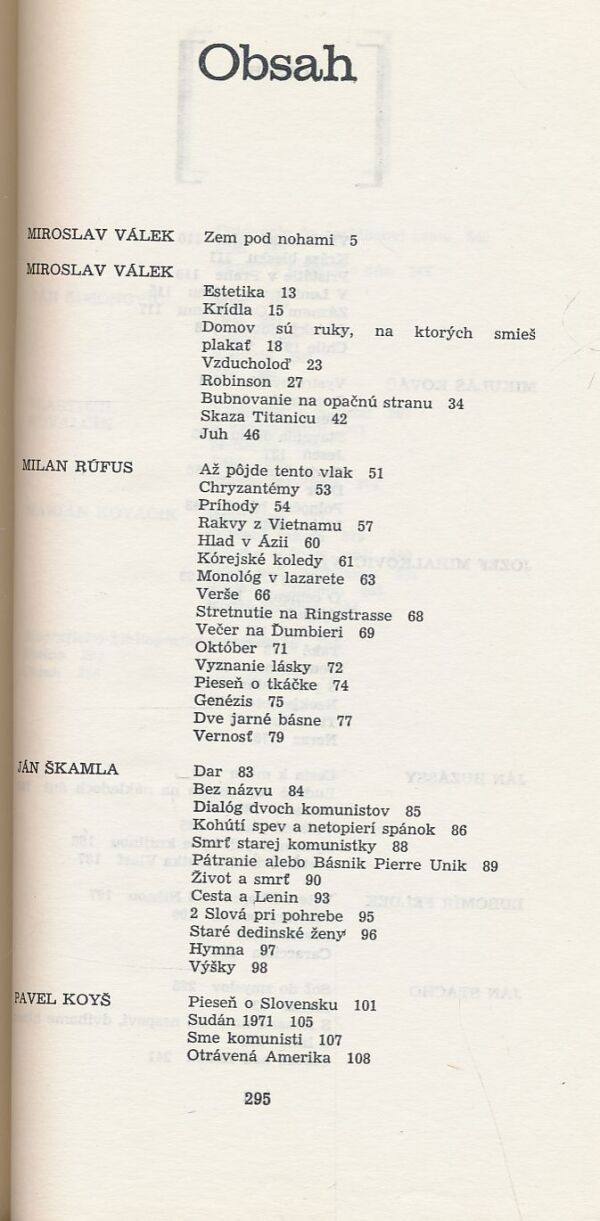 Obsah
MIROSLAV VÁLEK Zem pod nohami 5
MIROSLAV VÁLEK
Estetika 13
Krídla 15
Domov sú ruky, na ktorých smieš
plakať 18
Vzducholoď 23
Robinson 27
Bubnovanie na opačnú stranu 34
Skaza Titanicu 42
Juh 46
MILAN RÚFUS Až pôjde tento vlak 51
Chryzantémy 53
Príhody 54
Rakvy z Vietnamu 57
Hlad v Ázii 60
Kórejské koledy 61
Monológ v lazarete 63
Verše 66
Stretnutie na Ringstrasse 68
Večer na Ďumbieri 69
Október 71
Vyznanie lásky 72
Pieseň o tkáčke 74
Genézis 75
Dve jarné básne 77
Vernosť 79
JÁN ŠKAMLA Dar 83
Bez názvu 84
Dialóg dvoch komunistov 85
Kohútí spev a netopierí spánok 86
Smrť starej komunistky 88
Pátranie alebo Básnik Pierre Unik 89
Život a smrť 90
Cesta a Lenin 93
2 Slová pri pohrebe 95
Staré dedinské ženy 96
Hymna 97
Výšky 98
PAVEL KOYŠ Pieseň o Slovensku 101
Sudán 1971 105
Sme komunisti 107
Otrávená Amerika 108
295